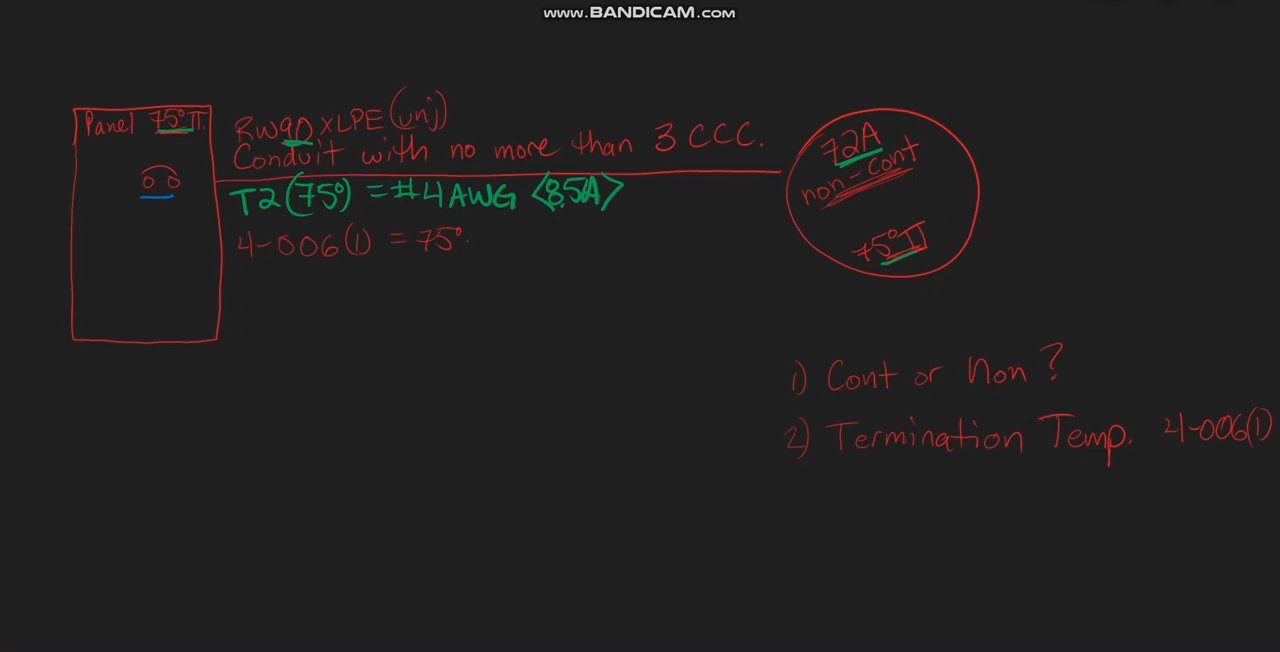 www.BANDICAM.com
Panel 75° TT.
RW90 XLPE (unj)
Conduit with no more than 3 CCC.
T2 (75°) = #4 AWG <85A>
4-006(1) = 75°.
72A
non-cont
75° TT
1) Cont or Non?
2) Termination Temp. 4-006(1)